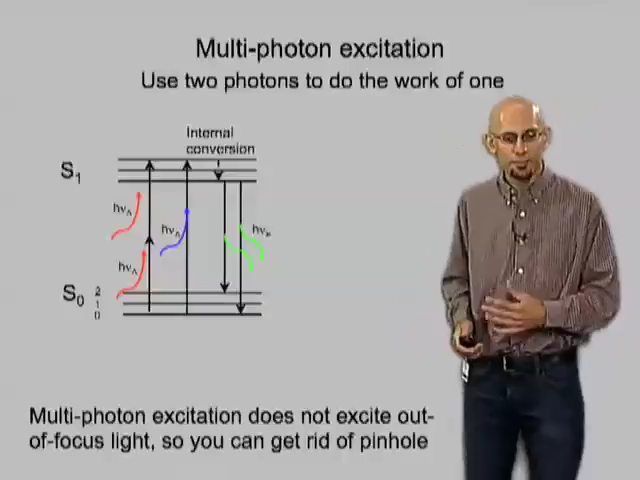 Multi-photon excitation
Use two photons to do the work of one
Internal
conversion
S1
hνA
hνA
hνA
S0
2
1
0
Multi-photon excitation does not excite out-
of-focus light, so you can get rid of pinhole